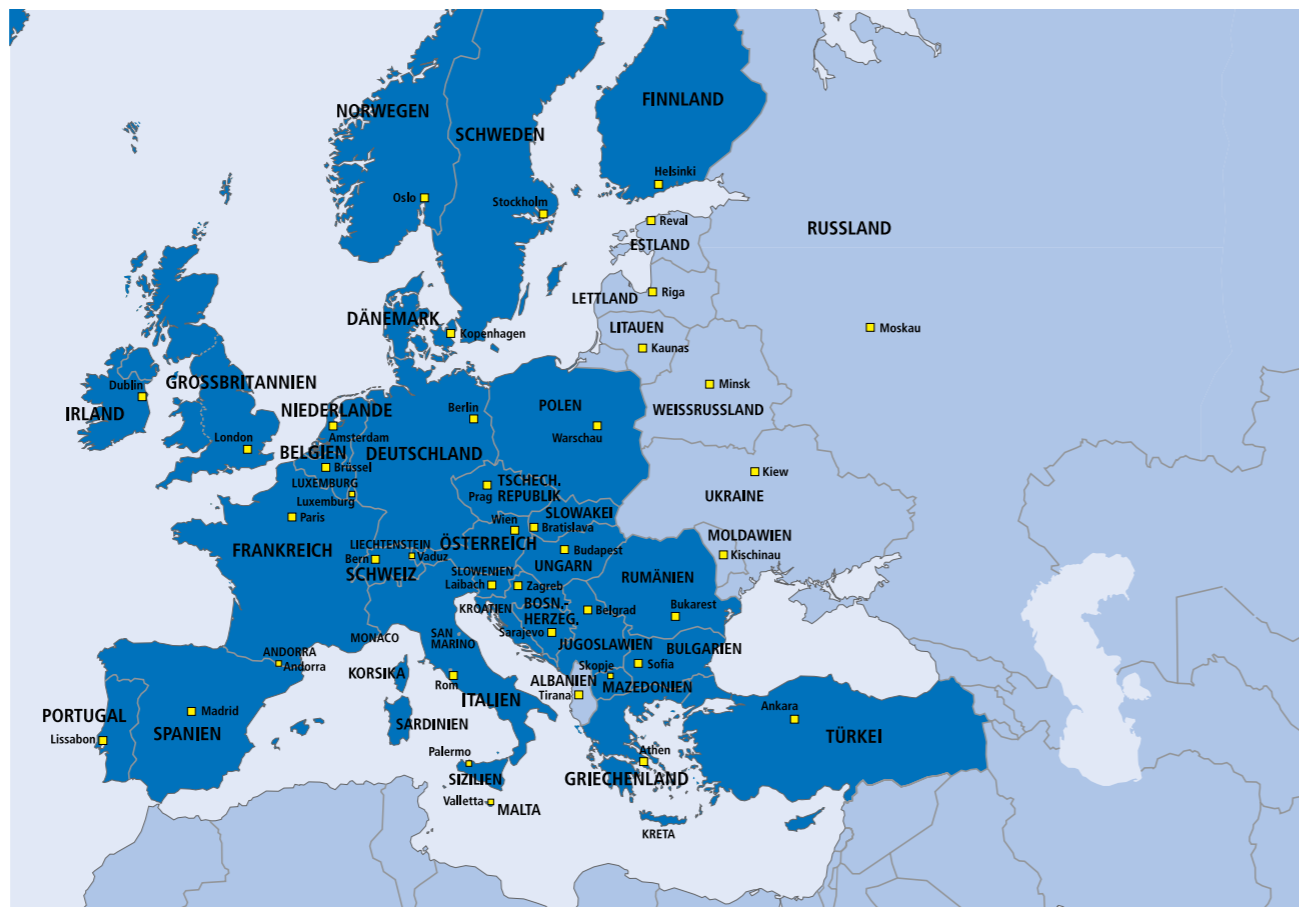 NORWEGEN
FINNLAND
SCHWEDEN
Helsinki
Oslo
Stockholm
Reval
ESTLAND
RUSSLAND
LETTLAND
Riga
DÄNEMARK
Kopenhagen
LITAUEN
Kaunas
Moskau
Dublin
GROSSBRITANNIEN
IRLAND
NIEDERLANDE
Amsterdam
Berlin
POLEN
Warschau
Minsk
WEISSRUSSLAND
London
BELGIEN
Brüssel
DEUTSCHLAND
LUXEMBURG
Luxemburg
Prag
TSCHECH.
REPUBLIK
Kiew
UKRAINE
Paris
SLOWAKEI
Wien
Bratislava
FRANKREICH
LIECHTENSTEIN
Vaduz
ÖSTERREICH
Bern
SCHWEIZ
Budapest
UNGARN
MOLDAWIEN
Kischinau
SLOWENIEN
Laibach
Zagreb
RUMÄNIEN
KROATIEN
BOSN.-
HERZEG.
Belgrad
Bukarest
Sarajevo
MONACO
SAN
MARINO
JUGOSLAWIEN
BULGARIEN
ANDORRA
Andorra
KORSIKA
Rom
Skopje
Sofia
ALBANIEN
Tirana
MAZEDONIEN
ITALIEN
PORTUGAL
Lissabon
Madrid
SPANIEN
SARDINIEN
Ankara
TÜRKEI
Palermo
SIZILIEN
Athen
GRIECHENLAND
Valletta
MALTA
KRETA